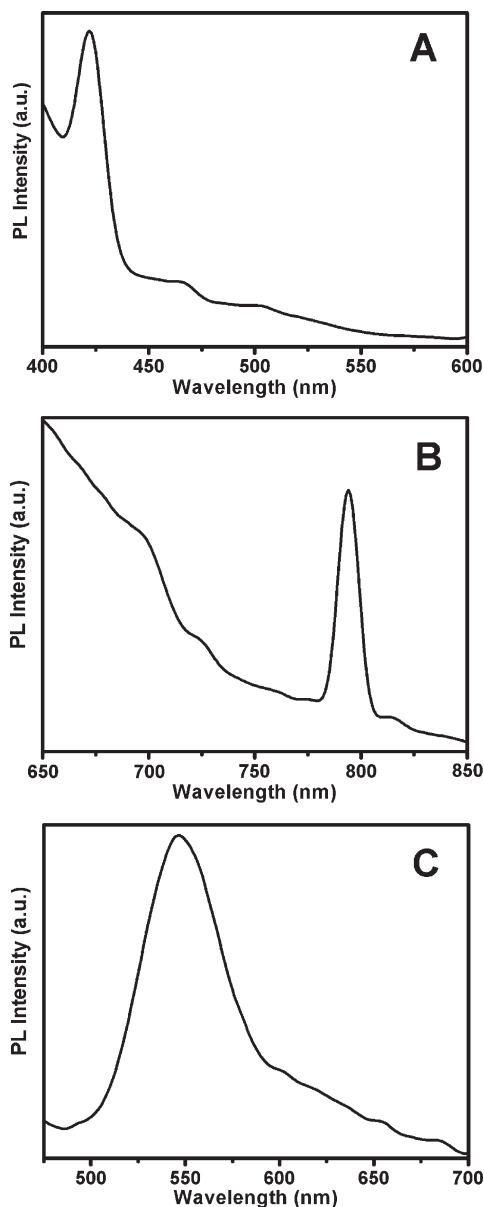 A
PL Intensity (a.u.)
400 450 500 550 600
Wavelength (nm)
B
PL Intensity (a.u.)
650 700 750 800 850
Wavelength (nm)
C
PL Intensity (a.u.)
500 550 600 650 700
Wavelength (nm)